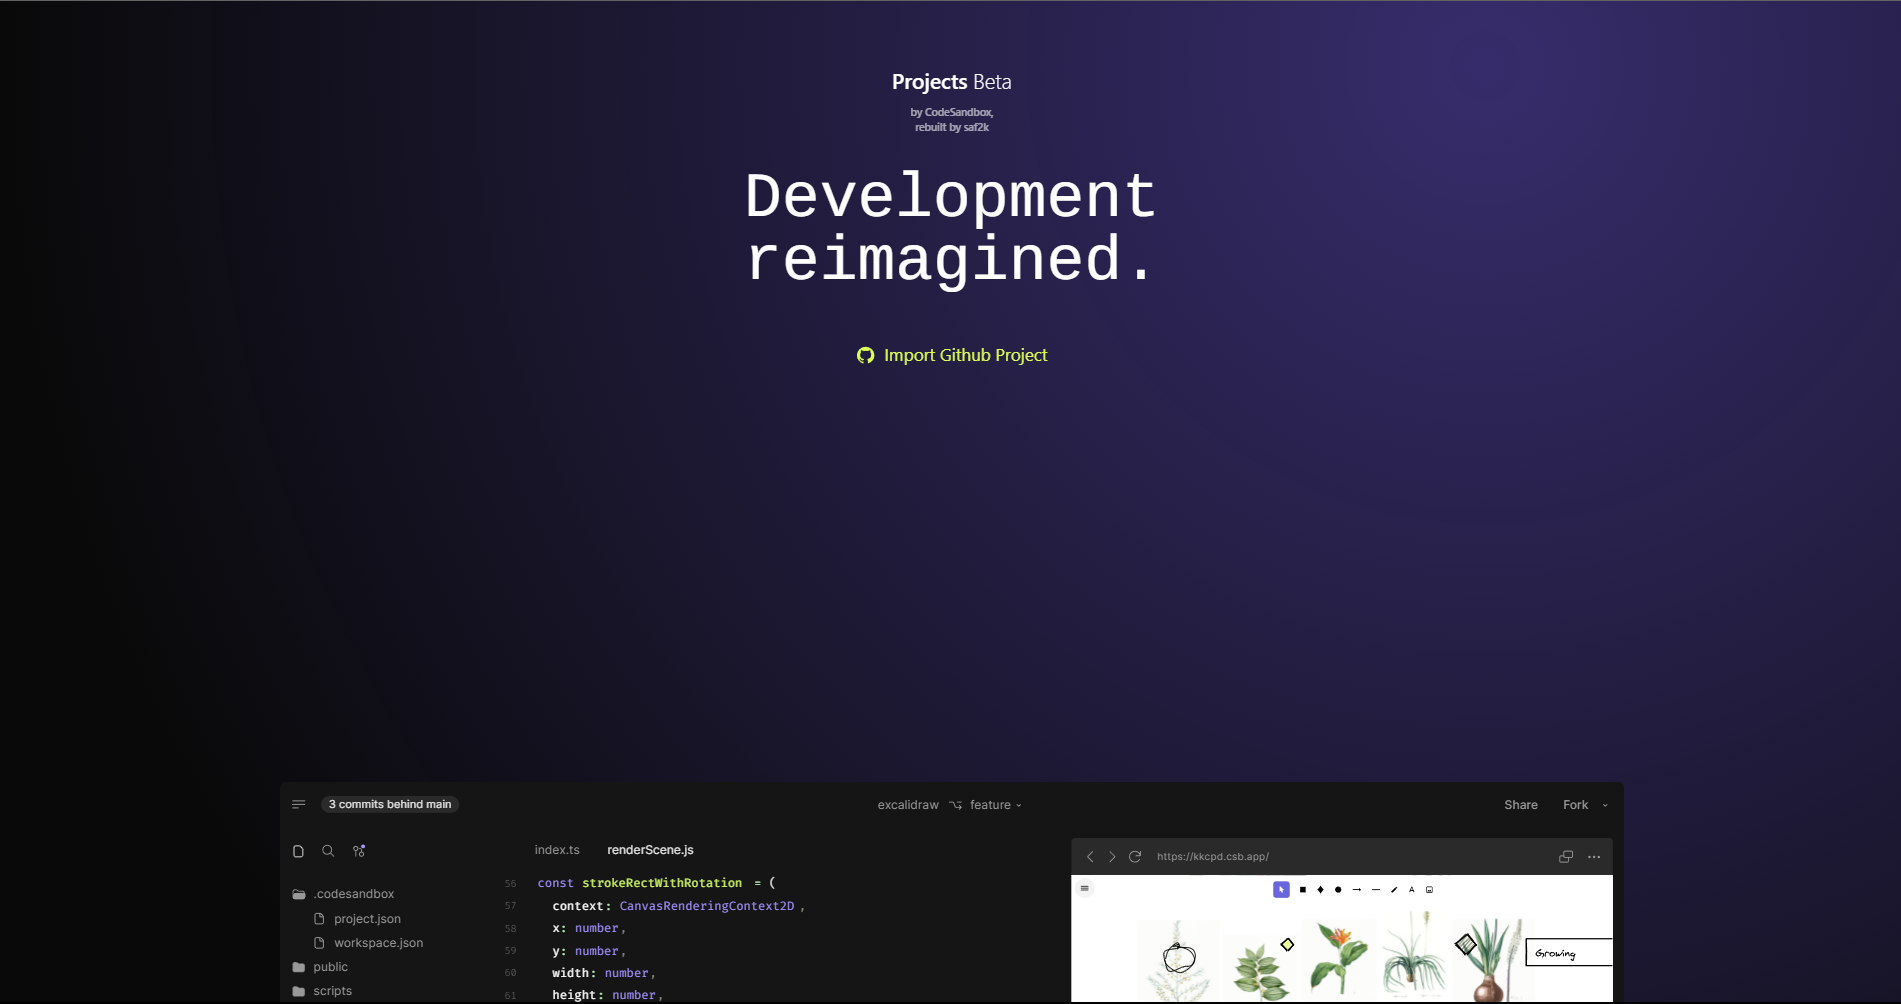 Projects Beta
by CodeSandbox,
rebuilt by saf2k
Development
reimagined.
Import Github Project
3 commits behind main
excalidraw feature
Share Fork
index.ts renderScene.js
https://kkcpd.csb.app/
.codesandbox
project.json
workspace.json
public
scripts
56 const strokeRectWithRotation = (
57 context: CanvasRenderingContext2D ,
58 x: number,
59 y: number,
60 width: number,
61 height: number,
A
Growing